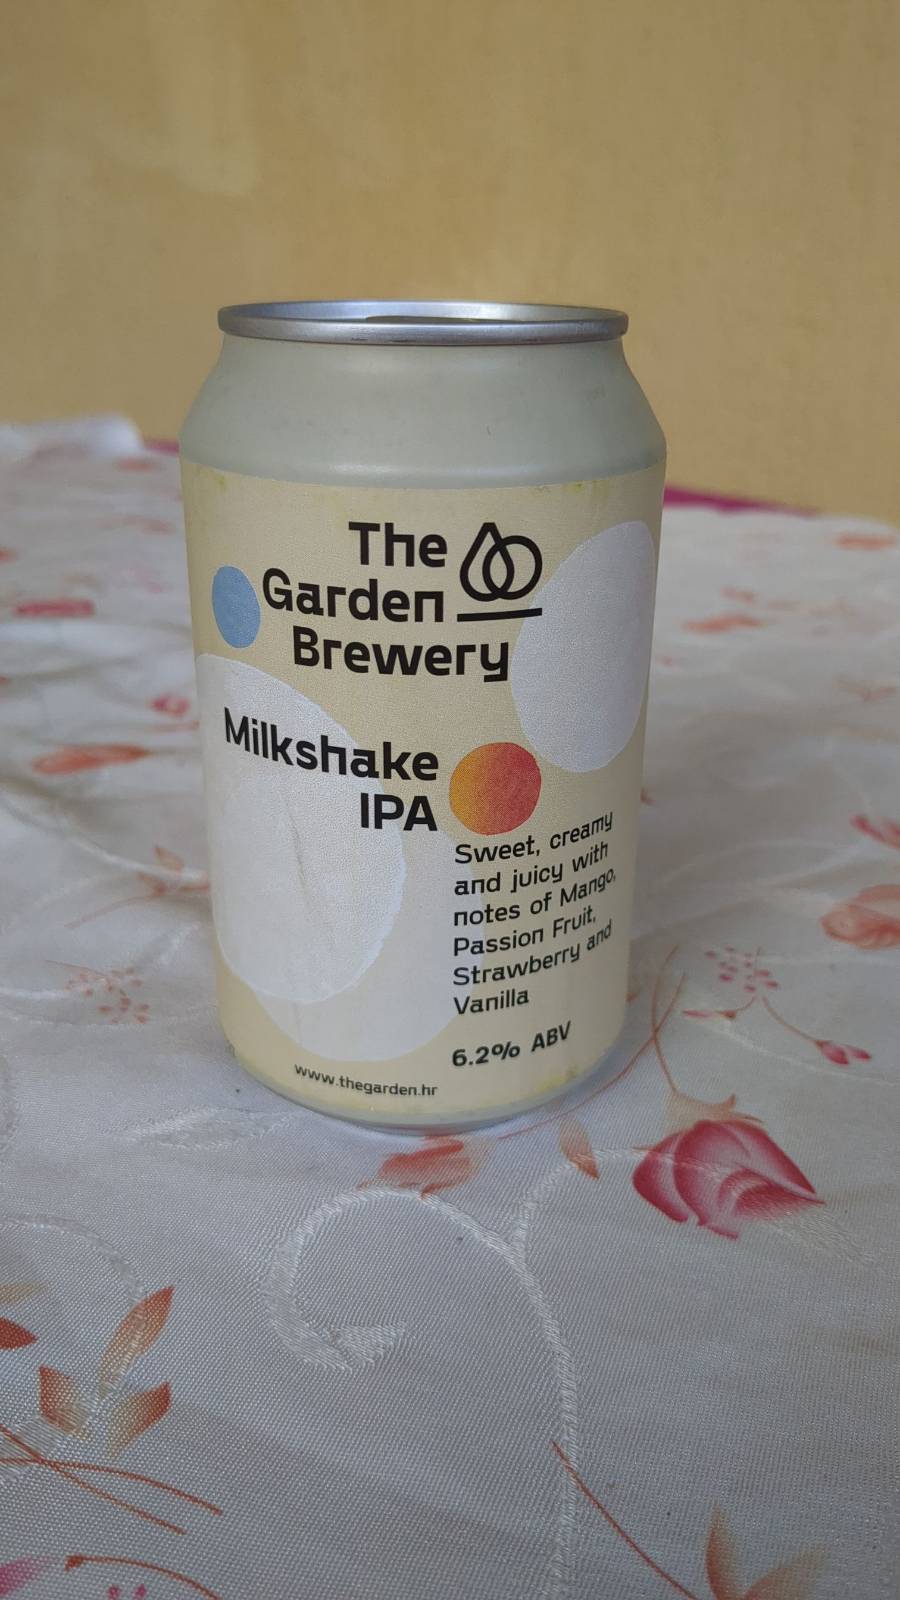 The
Garden
Brewery
Milkshake
IPA
Sweet, creamy
and juicy with
notes of Mango,
Passion Fruit,
Strawberry and
Vanilla
6.2% ABV
www.thegarden.hr